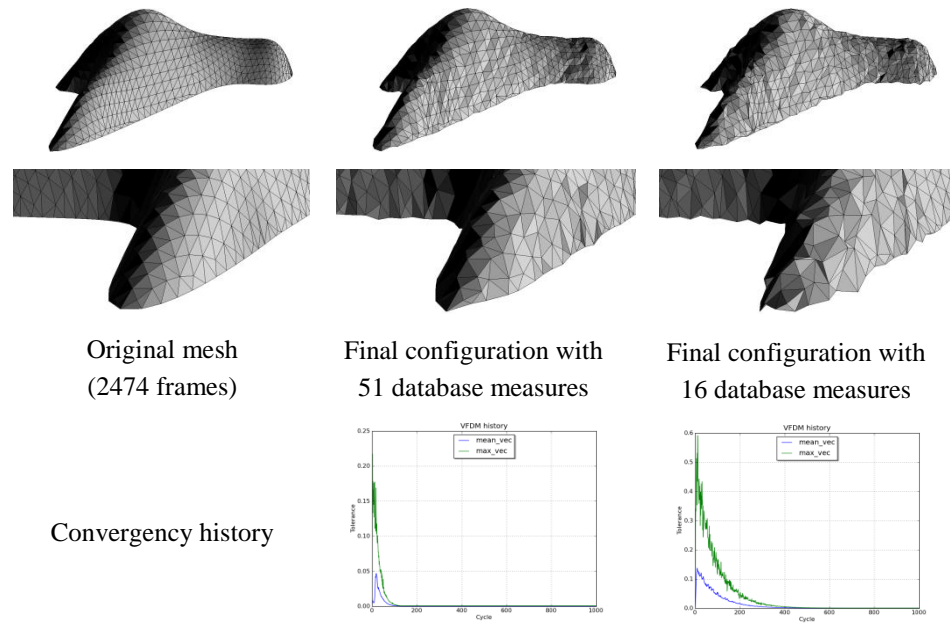 Original mesh
(2474 frames)
Final configuration with
51 database measures
Final configuration with
16 database measures
Convergency history
VFDM history
mean_vec
max_vec
0.25
0.20
0.15
0.10
0.05
0.00
Tolerance
0
200
400
600
800
1000
Cycle
VFDM history
mean_vec
max_vec
0.6
0.5
0.4
0.3
0.2
0.1
0.0
Tolerance
0
200
400
600
800
1000
Cycle